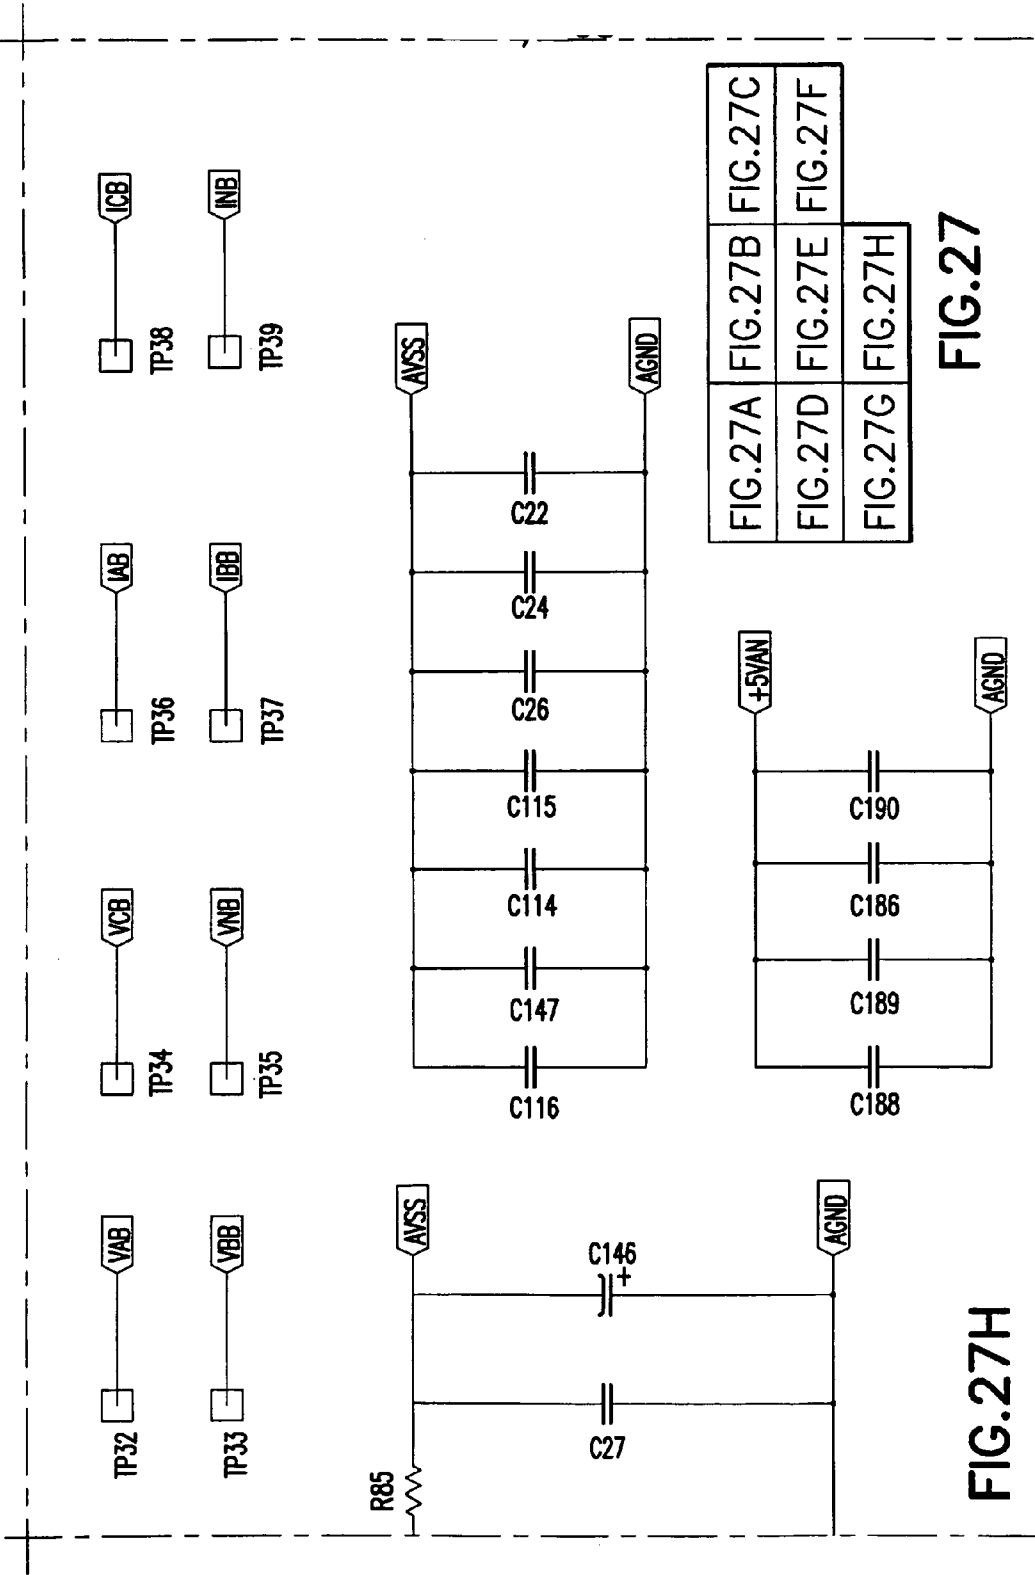 VAB
VCB
IAB
ICB
TP32
TP34
TP36
TP38
VBB
VNB
IBB
INB
TP33
TP35
TP37
TP39
R85
AVSS
AVSS
C27
C146
+
C116
C147
C114
C115
C26
C24
C22
AGND
AGND
+5VAN
C188
C189
C186
C190
AGND
FIG.27A FIG.27B FIG.27C
FIG.27D FIG.27E FIG.27F
FIG.27G FIG.27H
FIG.27
FIG.27H